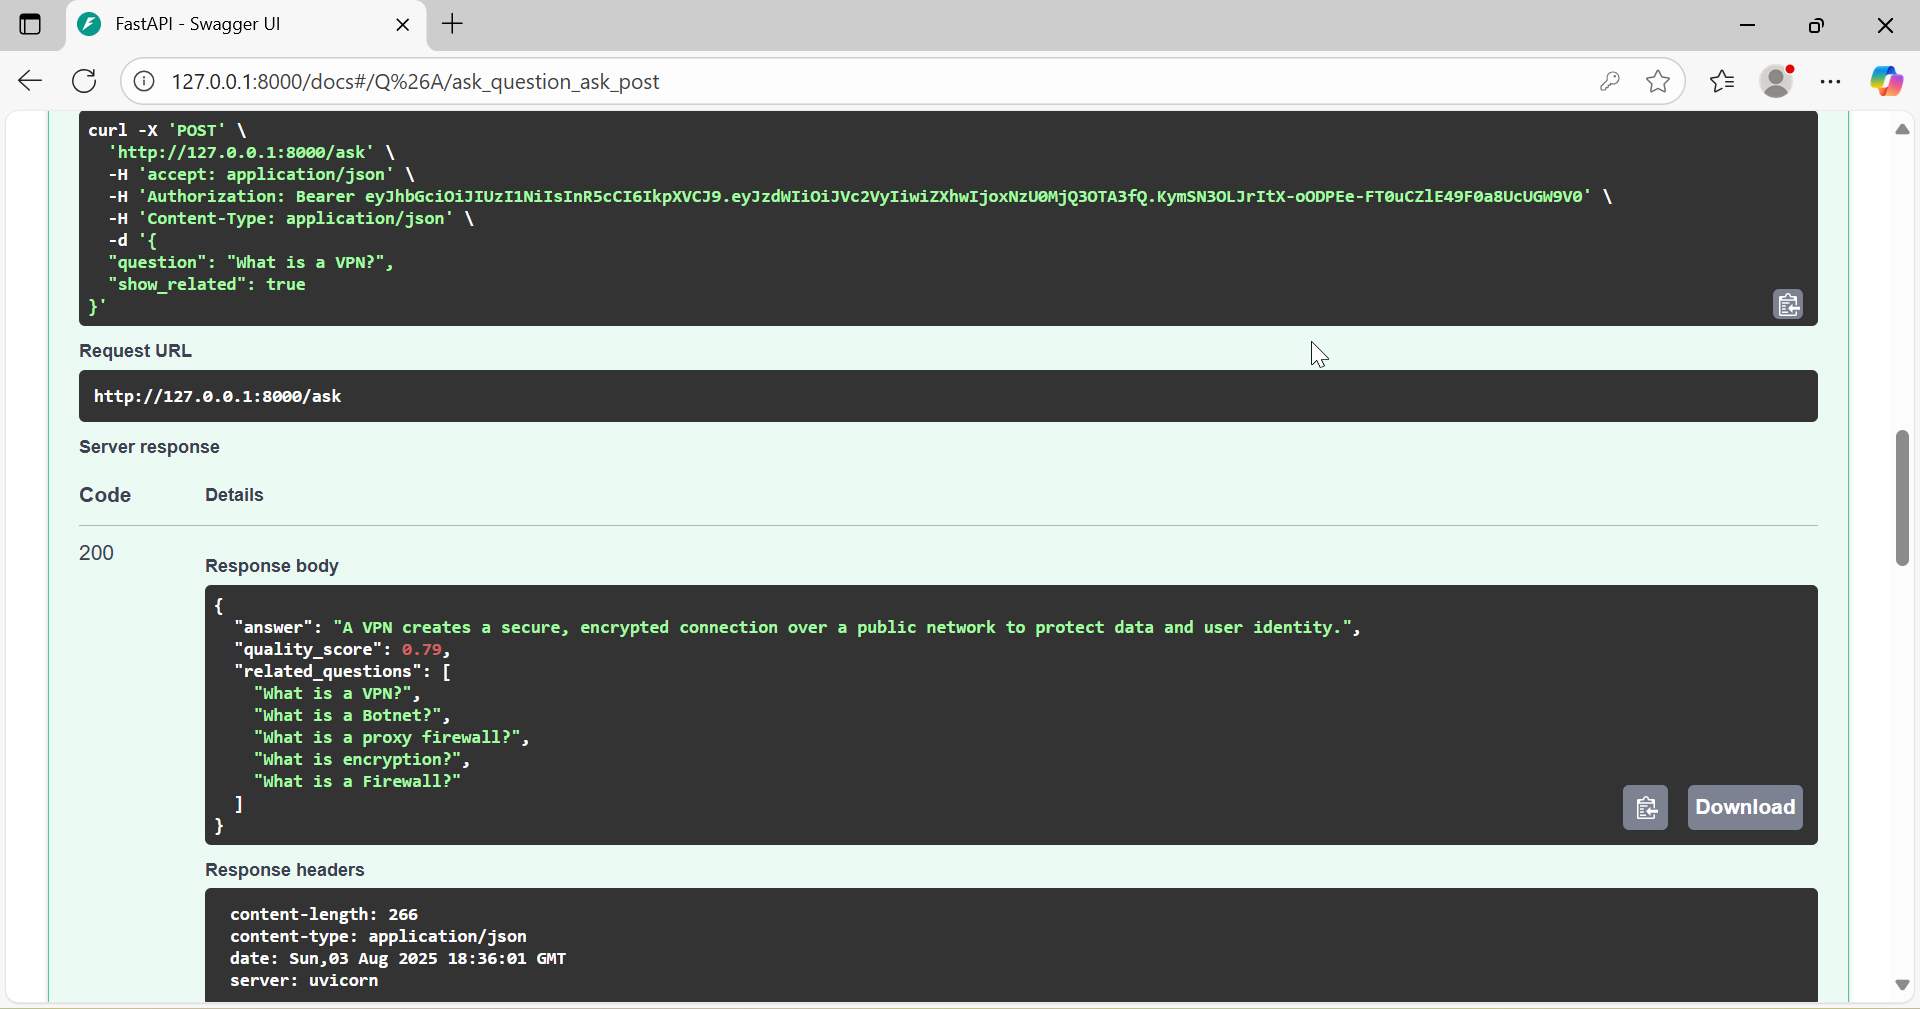 FastAPI - Swagger UI
127.0.0.1:8000/docs#/Q%26A/ask_question_ask_post
curl -X 'POST' \
'http://127.0.0.1:8000/ask' \
-H 'accept: application/json' \
-H 'Authorization: Bearer eyJhbGciOiJIUzI1NiIsInR5cCI6IkpXVCJ9.eyJzdWIiOiJVc2VyIiwiZXhwIjoxNzU0MjQ3OTA3fQ.KymSN3OLJrItX-oODPEe-FT0uCZlE49F0a8UcUGW9V0' \
-H 'Content-Type: application/json' \
-d '{
"question": "What is a VPN?",
"show_related": true
}'
Request URL
http://127.0.0.1:8000/ask
Server response
Code Details
200
Response body
{
"answer": "A VPN creates a secure, encrypted connection over a public network to protect data and user identity.",
"quality_score": 0.79,
"related_questions": [
"What is a VPN?",
"What is a Botnet?",
"What is a proxy firewall?",
"What is encryption?",
"What is a Firewall?"
]
}
Download
Response headers
content-length: 266
content-type: application/json
date: Sun,03 Aug 2025 18:36:01 GMT
server: uvicorn